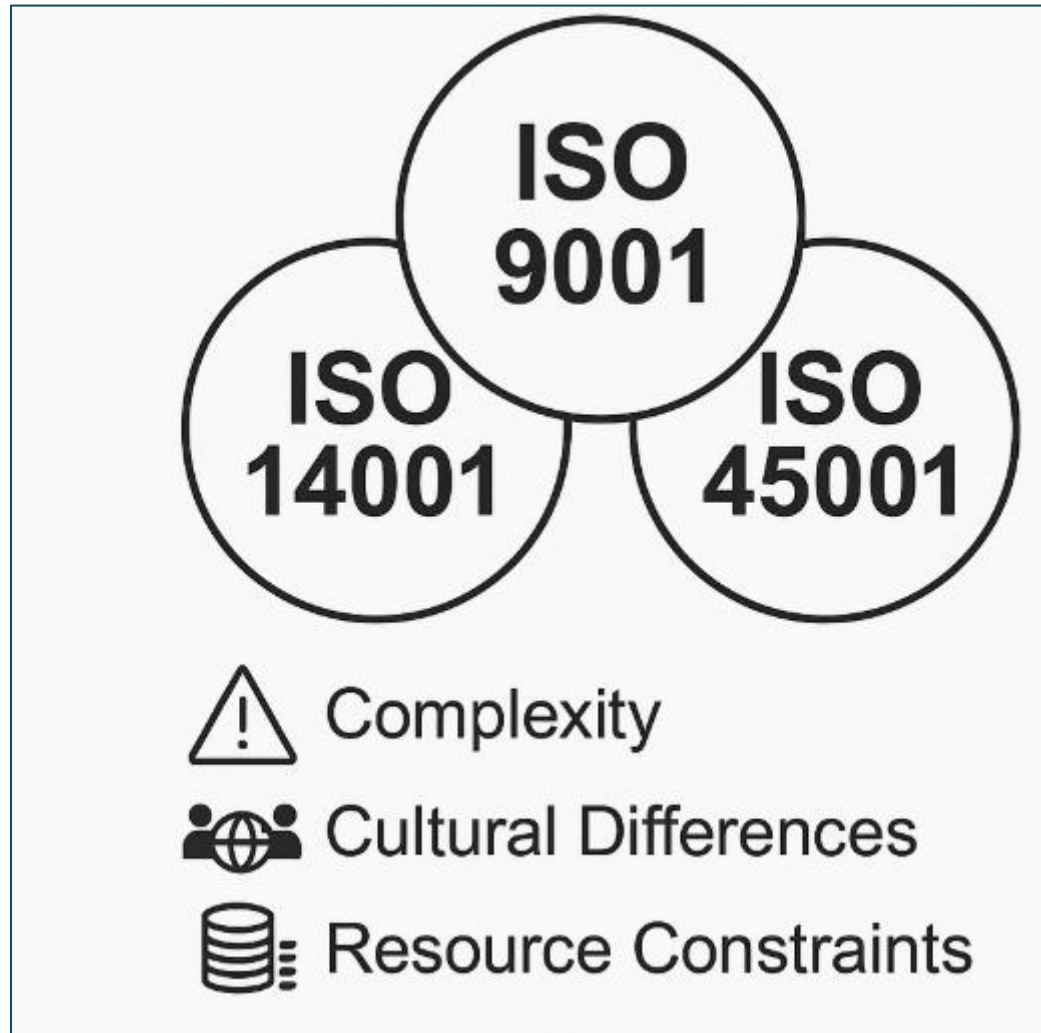 ISO
9001
ISO
14001
ISO
45001
Complexity
Cultural Differences
Resource Constraints